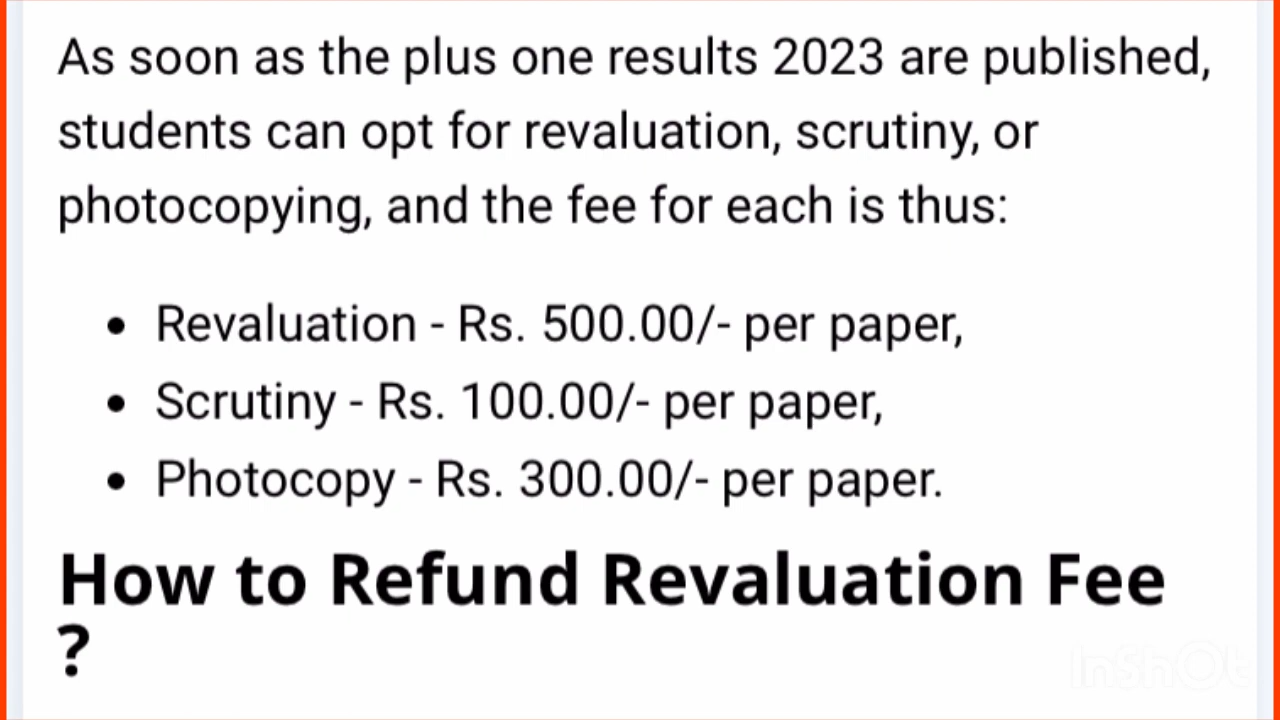 As soon as the plus one results 2023 are published,
students can opt for revaluation, scrutiny, or
photocopying, and the fee for each is thus:
• Revaluation - Rs. 500.00/- per paper,
• Scrutiny - Rs. 100.00/- per paper,
• Photocopy - Rs. 300.00/- per paper.
How to Refund Revaluation Fee
?
InShOt